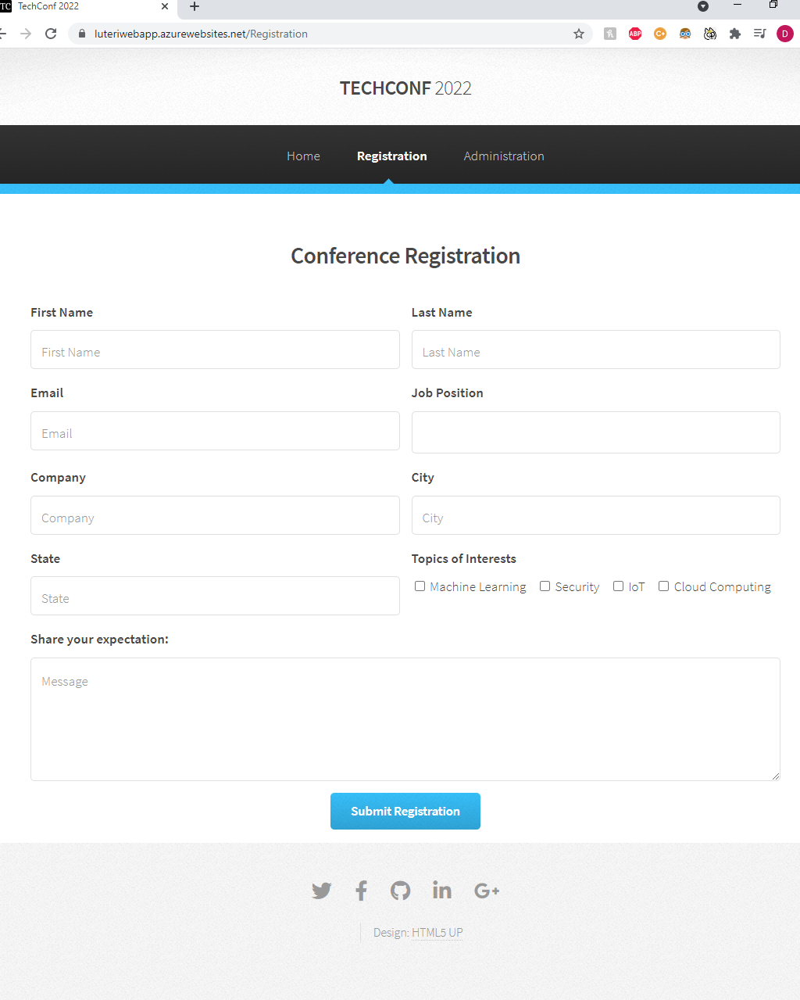 TC TechConf 2022
luteriwebapp.azurewebsites.net/Registration
h ABP C+ D
TECHCONF 2022
Home Registration Administration
Conference Registration
First Name Last Name
First Name Last Name
Email Job Position
Email
Company City
Company City
State Topics of Interests
Machine Learning Security IoT Cloud Computing
State
Share your expectation:
Message
Submit Registration
Design: HTML5 UP